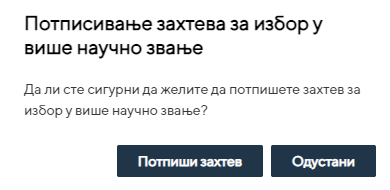 Потписивање захтева за избор у
више научно звање
Да ли сте сигурни да желите да потпишете захтев за
избор у више научно звање?
Потпиши захтев
Одустани